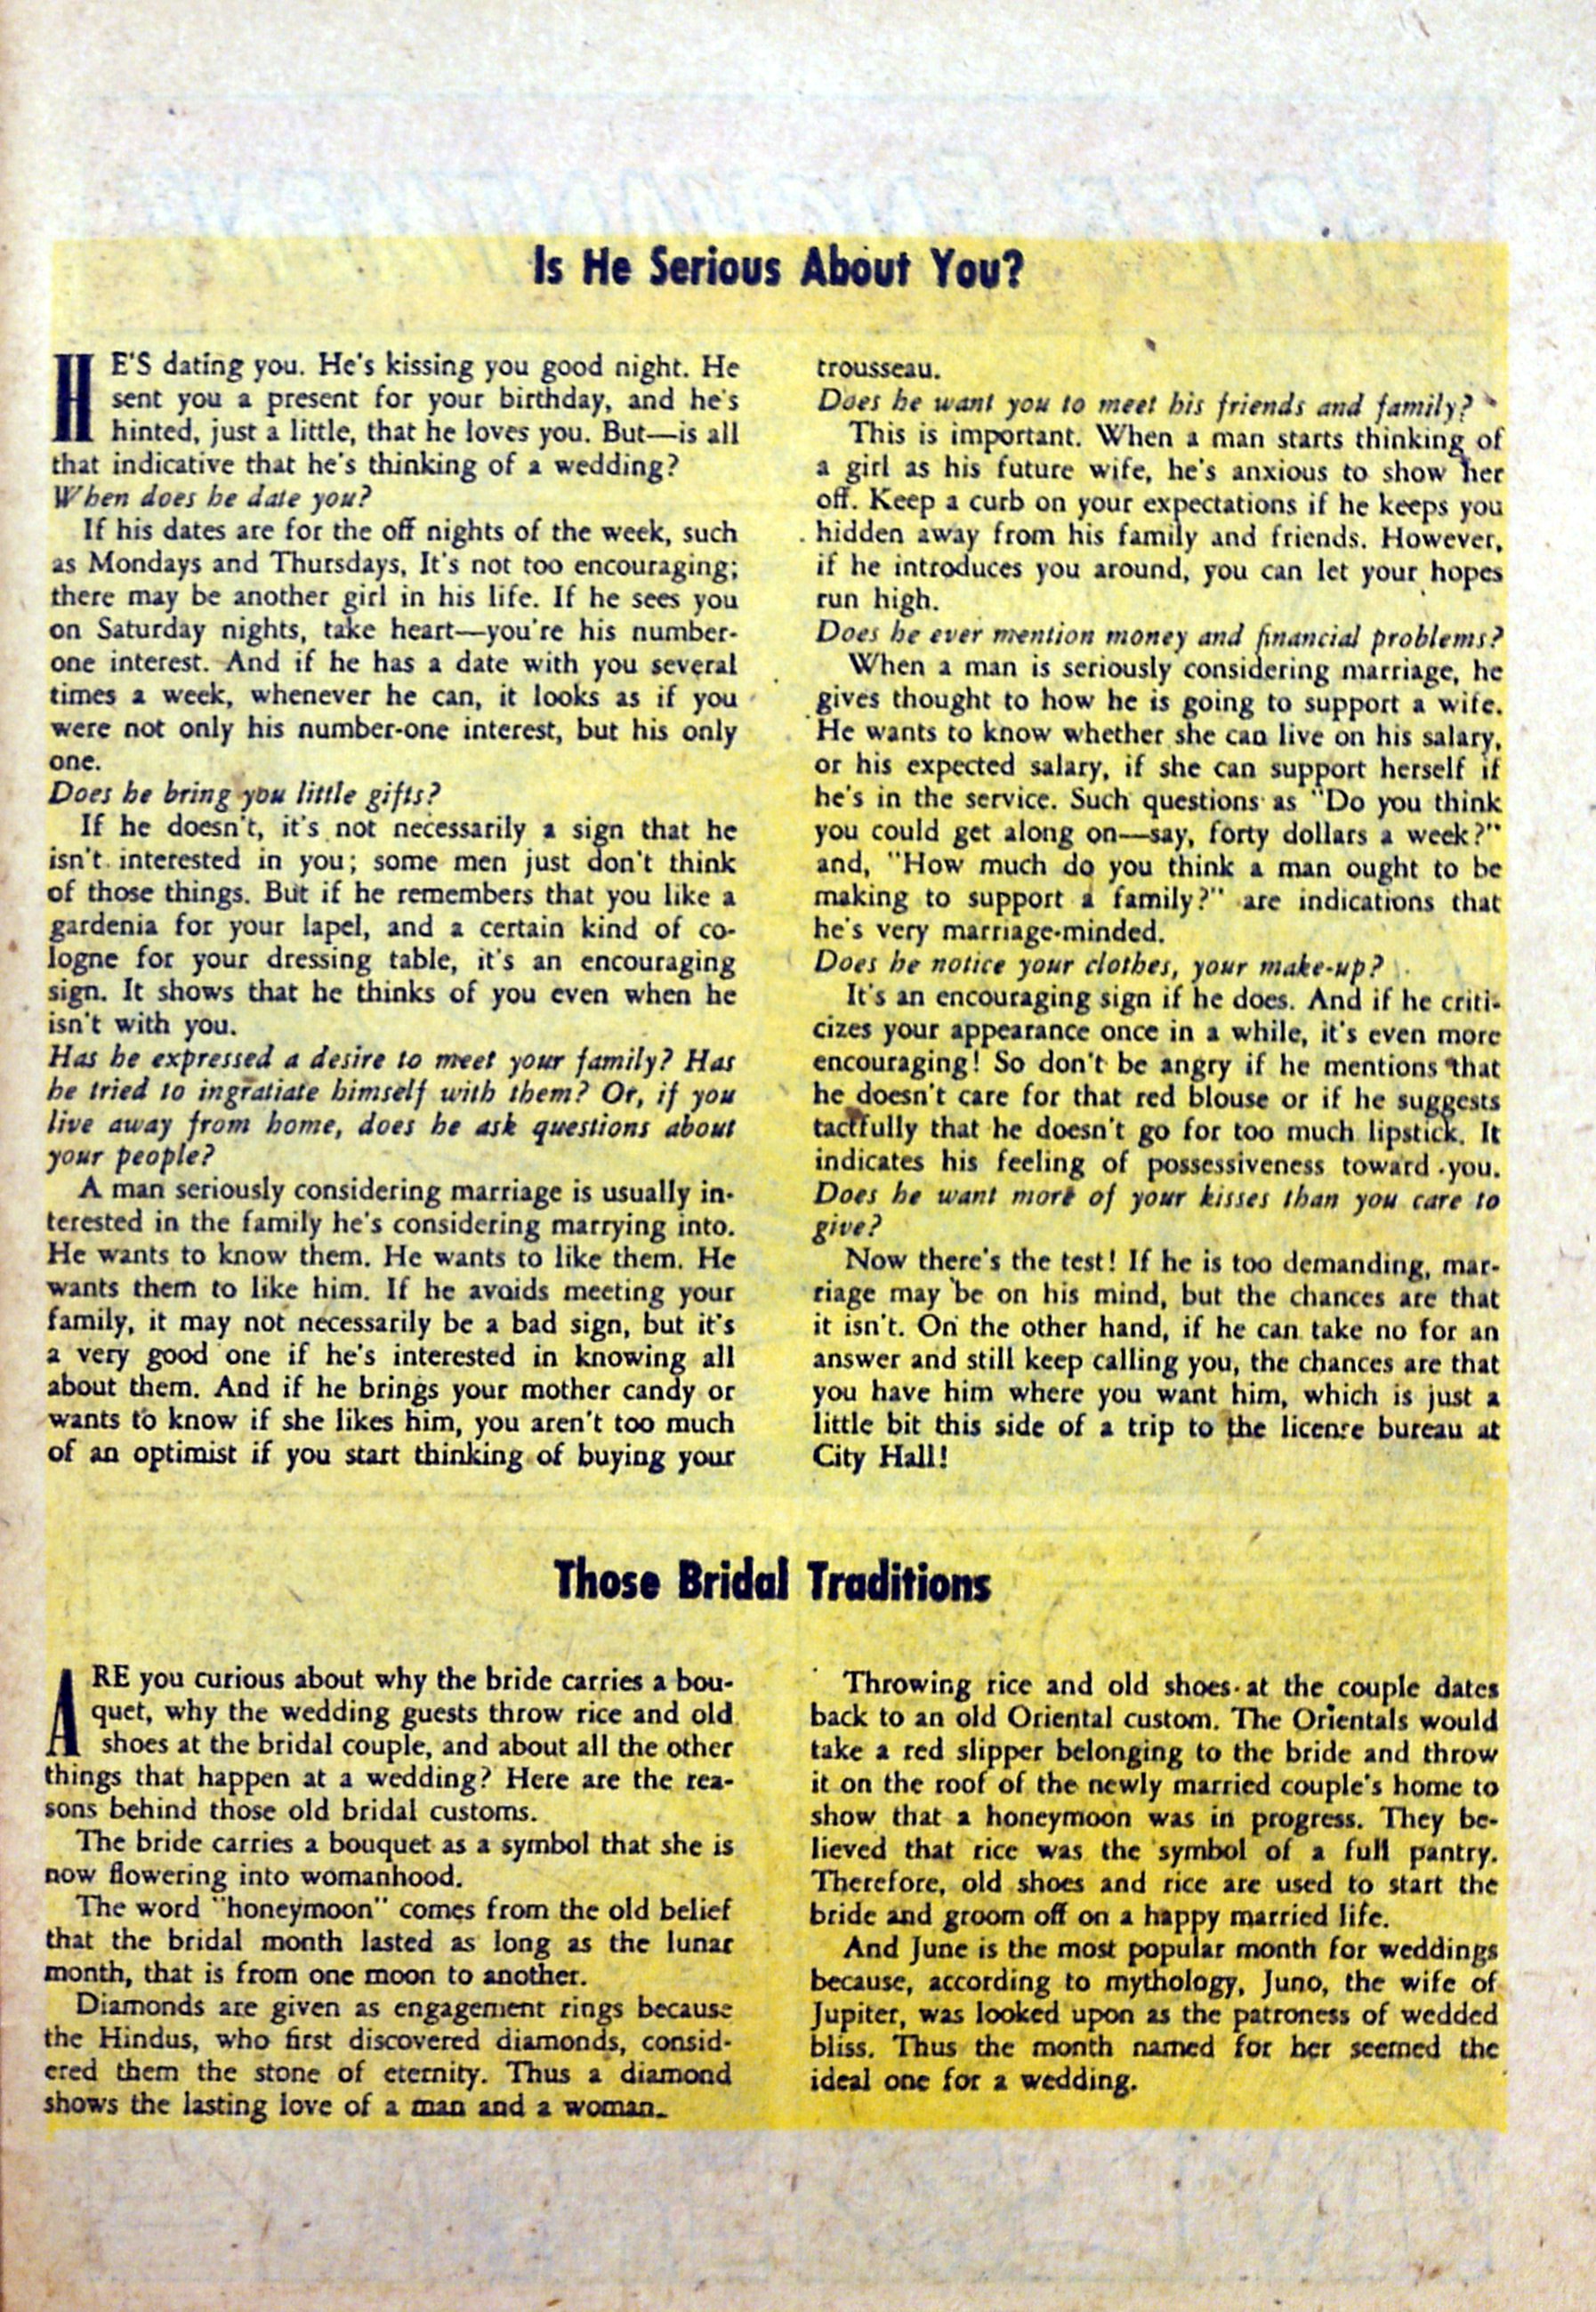 Is He Serious About You?
HE'S dating you. He's kissing you good night. He
sent you a present for your birthday, and he's
hinted, just a little, that he loves you. But—is all
that indicative that he's thinking of a wedding?
When does he date you?
If his dates are for the off nights of the week, such
as Mondays and Thursdays, It's not too encouraging;
there may be another girl in his life. If he sees you
on Saturday nights, take heart—you're his number-
one interest. And if he has a date with you several
times a week, whenever he can, it looks as if you
were not only his number-one interest, but his only
one.
Does he bring you little gifts?
If he doesn't, it's not necessarily a sign that he
isn't interested in you; some men just don't think
of those things. But if he remembers that you like a
gardenia for your lapel, and a certain kind of co-
logne for your dressing table, it's an encouraging
sign. It shows that he thinks of you even when he
isn't with you.
Has he expressed a desire to meet your family? Has
he tried to ingratiate himself with them? Or, if you
live away from home, does he ask questions about
your people?
A man seriously considering marriage is usually in-
terested in the family he's considering marrying into.
He wants to know them. He wants to like them. He
wants them to like him. If he avoids meeting your
family, it may not necessarily be a bad sign, but it's
a very good one if he's interested in knowing all
about them. And if he brings your mother candy or
wants to know if she likes him, you aren't too much
of an optimist if you start thinking of buying your
trousseau.
Does he want you to meet his friends and family?
This is important. When a man starts thinking of
a girl as his future wife, he's anxious to show her
off. Keep a curb on your expectations if he keeps you
hidden away from his family and friends. However,
if he introduces you around, you can let your hopes
run high.
Does he ever mention money and financial problems?
When a man is seriously considering marriage, he
gives thought to how he is going to support a wife.
He wants to know whether she can live on his salary,
or his expected salary, if she can support herself if
he's in the service. Such questions as "Do you think
you could get along on—say, forty dollars a week?"
and, "How much do you think a man ought to be
making to support a family?" are indications that
he's very marriage-minded.
Does he notice your clothes, your make-up?
It's an encouraging sign if he does. And if he criti-
cizes your appearance once in a while, it's even more
encouraging! So don't be angry if he mentions that
he doesn't care for that red blouse or if he suggests
tactfully that he doesn't go for too much lipstick. It
indicates his feeling of possessiveness toward you.
Does he want more of your kisses than you care to
give?
Now there's the test! If he is too demanding, mar-
riage may be on his mind, but the chances are that
it isn't. On the other hand, if he can take no for an
answer and still keep calling you, the chances are that
you have him where you want him, which is just a
little bit this side of a trip to the license bureau at
City Hall!
Those Bridal Traditions
ARE you curious about why the bride carries a bou-
quet, why the wedding guests throw rice and old
shoes at the bridal couple, and about all the other
things that happen at a wedding? Here are the rea-
sons behind those old bridal customs.
The bride carries a bouquet as a symbol that she is
now flowering into womanhood.
The word "honeymoon" comes from the old belief
that the bridal month lasted as long as the lunar
month, that is from one moon to another.
Diamonds are given as engagement rings because
the Hindus, who first discovered diamonds, consid-
ered them the stone of eternity. Thus a diamond
shows the lasting love of a man and a woman.
Throwing rice and old shoes at the couple dates
back to an old Oriental custom. The Orientals would
take a red slipper belonging to the bride and throw
it on the roof of the newly married couple's home to
show that a honeymoon was in progress. They be-
lieved that rice was the symbol of a full pantry.
Therefore, old shoes and rice are used to start the
bride and groom off on a happy married life.
And June is the most popular month for weddings
because, according to mythology, Juno, the wife of
Jupiter, was looked upon as the patroness of wedded
bliss. Thus the month named for her seemed the
ideal one for a wedding.